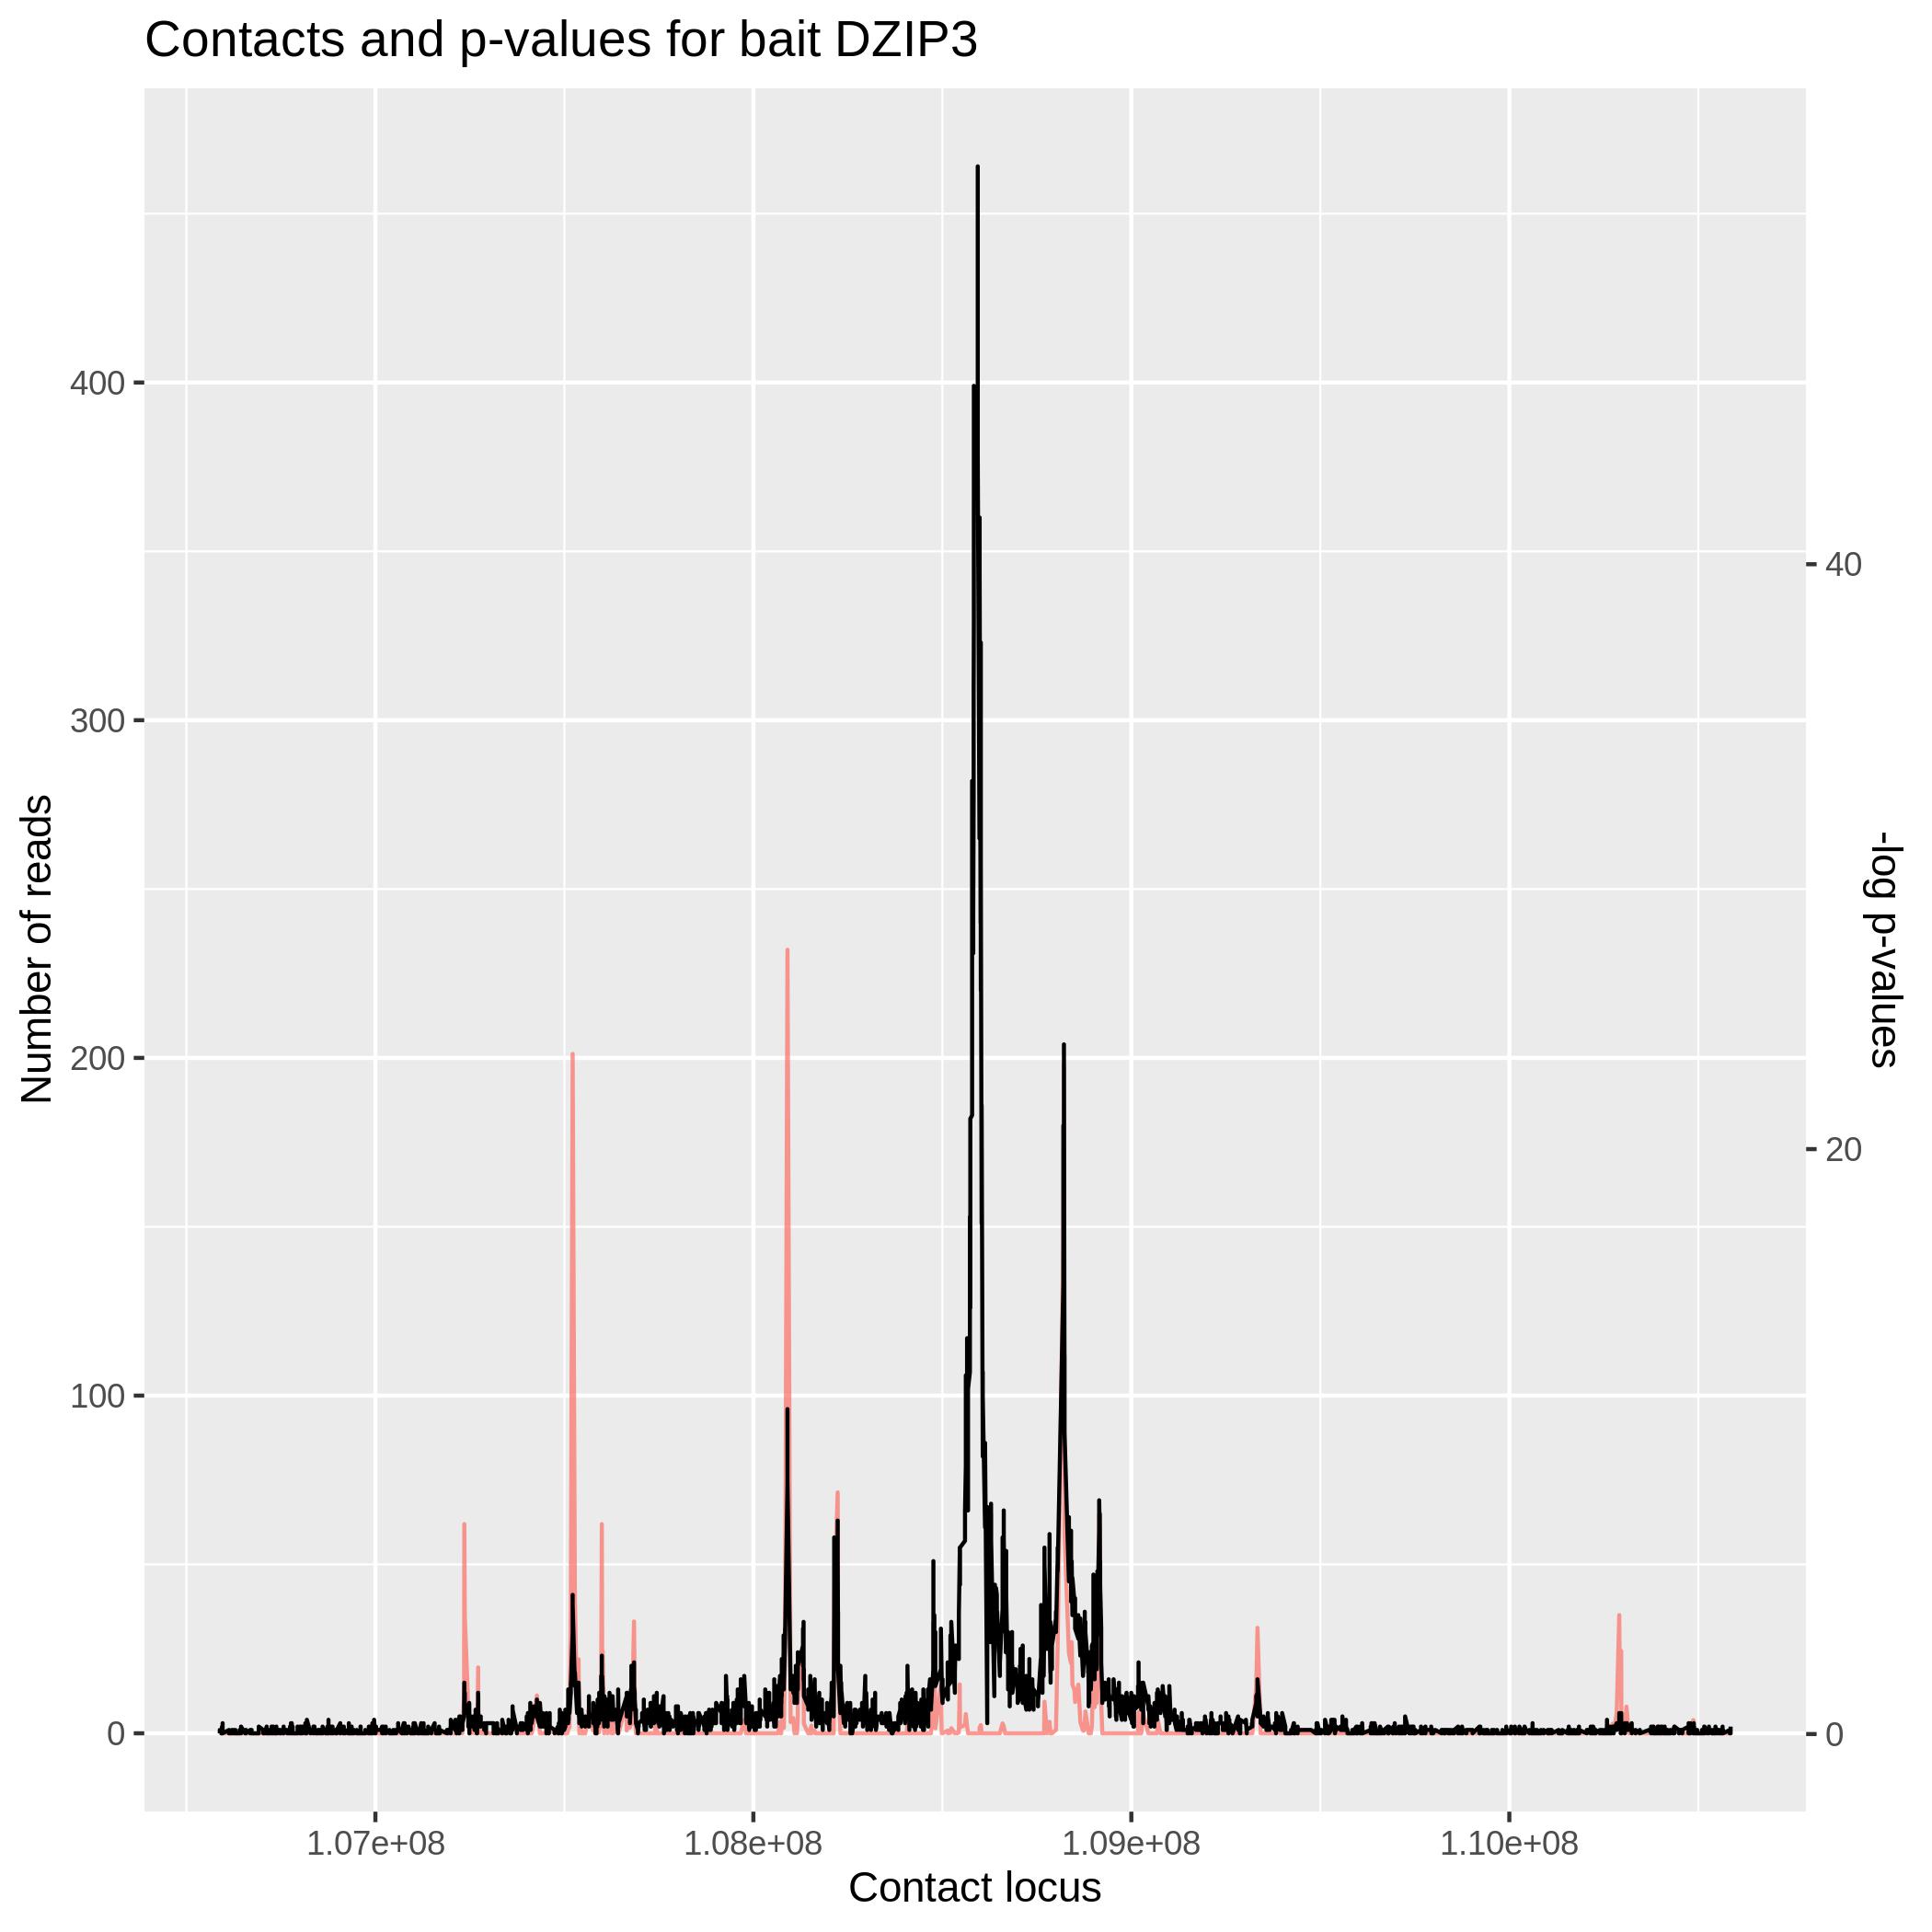 Contacts and p-values for bait DZIP3
Number of reads
400
300
200
100
0
40
20
0
-log p-values
1.07e+08
1.08e+08
1.09e+08
1.10e+08
Contact locus